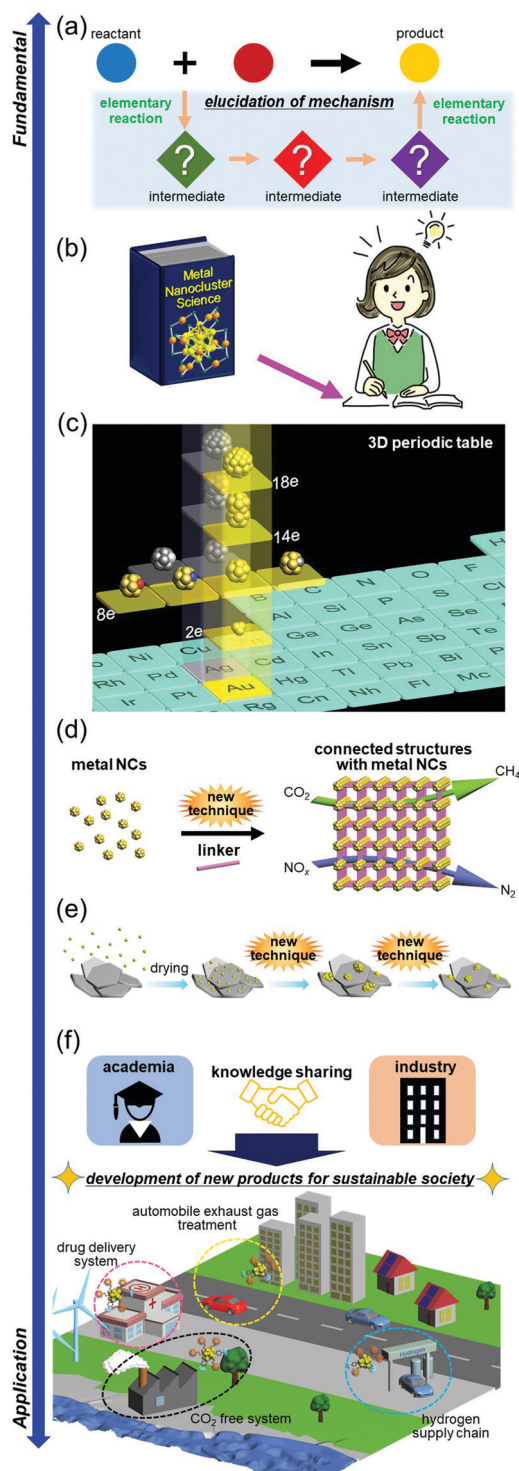 Fundamental
(a)
reactant
product
+
elementary
reaction
elucidation of mechanism
elementary
reaction
?
?
?
intermediate
intermediate
intermediate
(b)
Metal
Nanocluster
Science
(c)
3D periodic table
18e
14e
8e
2e
H
B C N O F
Al Si P S Cl
Ni Cu Ga Ge As Se
Rh Pd Ag Cd In Sn Sb Te
Ir Pt Au Hg Tl Pb Bi
Rg Cn Nh Fl Mc
(d)
metal NCs
new
technique
linker
connected structures
with metal NCs
CO2
CH4
NOx
N2
(e)
drying
new
technique
new
technique
(f)
academia
knowledge sharing
industry
development of new products for sustainable society
automobile exhaust gas
treatment
drug delivery
system
Hydrogen
CO2 free system
hydrogen
supply chain
Application